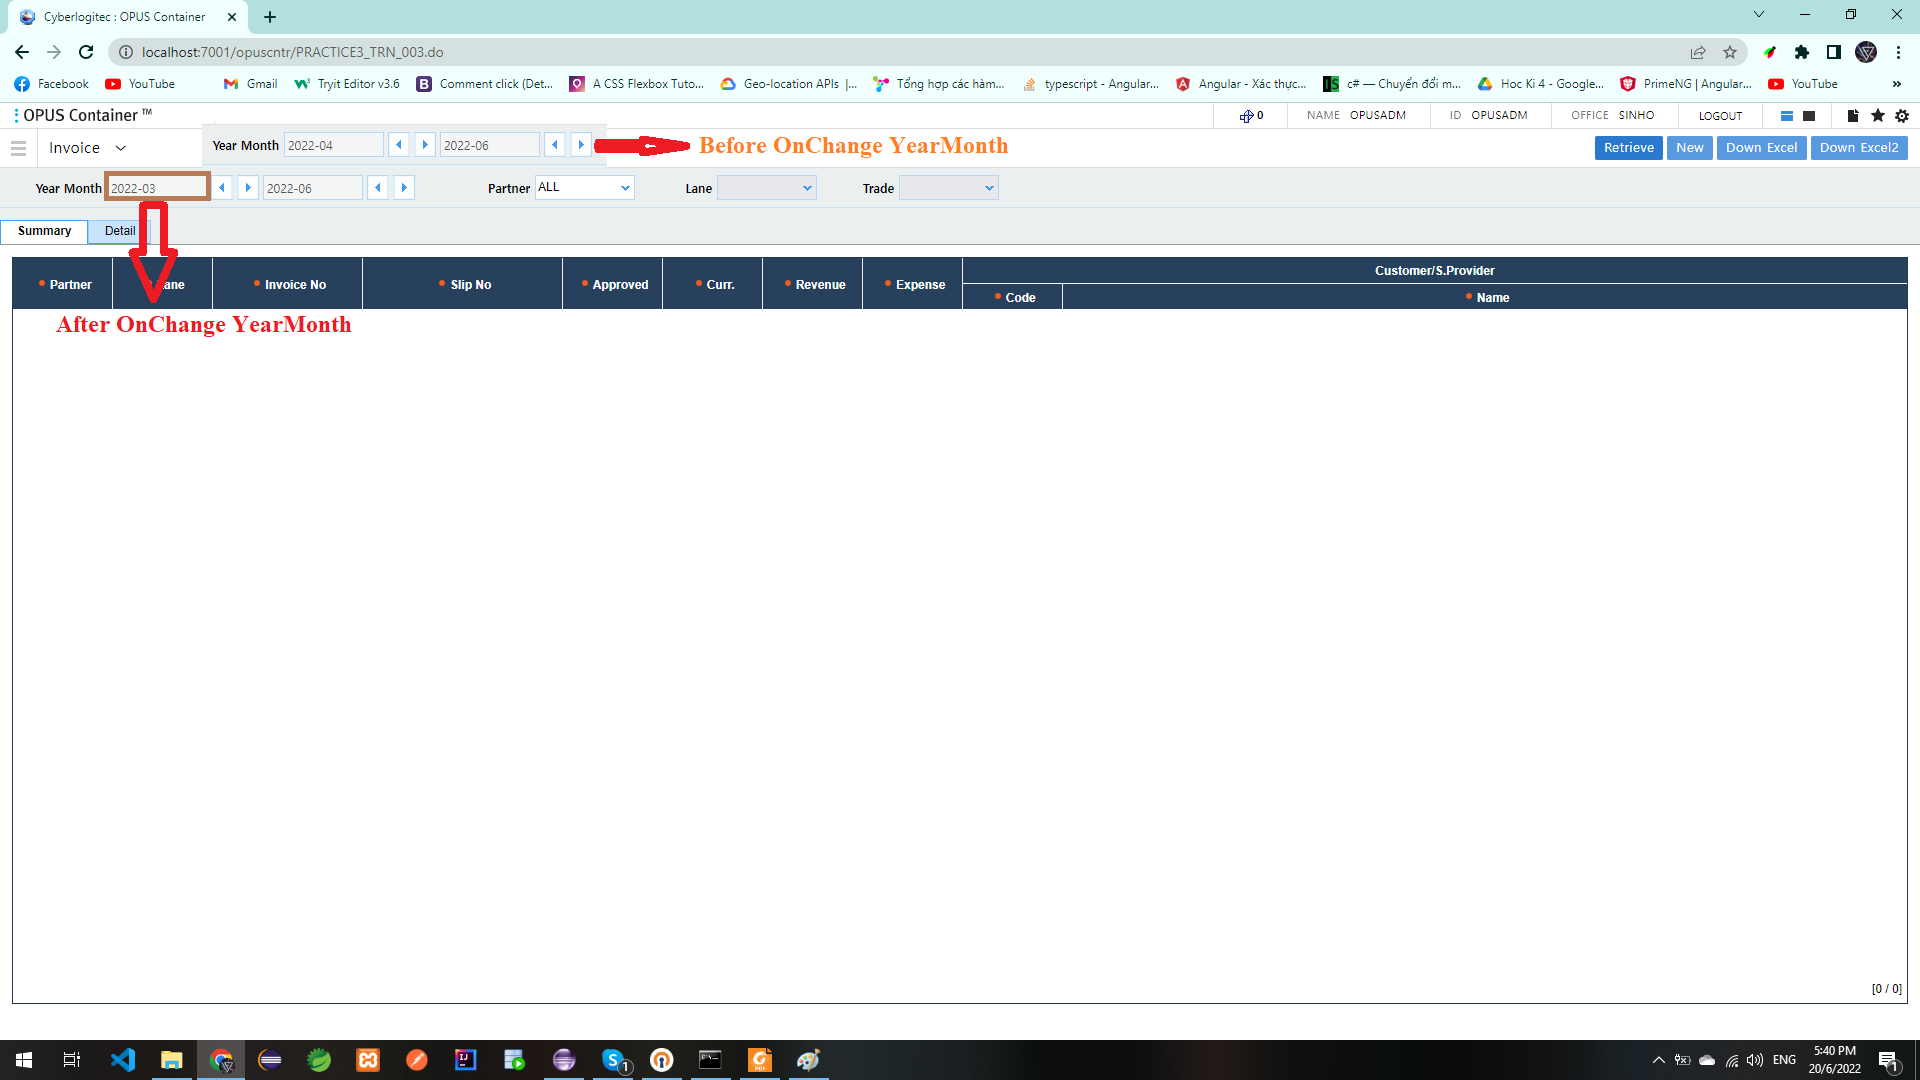 Cyberlogitec : OPUS Container
localhost:7001/opuscntr/PRACTICE3_TRN_003.do
Facebook YouTube Gmail Tryit Editor v3.6 Comment click (Det... A CSS Flexbox Tuto... Geo-location APIs |... Tổng hợp các hàm... typescript - Angular... Angular - Xác thực... c# — Chuyển đổi m... Hoc Ki 4 - Google... PrimeNG | Angular... YouTube »
OPUS Container ™ 0 NAME OPUSADM ID OPUSADM OFFICE SINHO LOGOUT
Invoice Year Month 2022-04 2022-06 Before OnChange YearMonth Retrieve New Down Excel Down Excel2
Year Month 2022-03 2022-06 Partner ALL Lane Trade
Summary Detail
Customer/S.Provider
Partner Invoice No Slip No Approved Curr. Revenue Expense
Code Name
After OnChange YearMonth
[0 / 0]
5:40 PM
ENG
20/6/2022